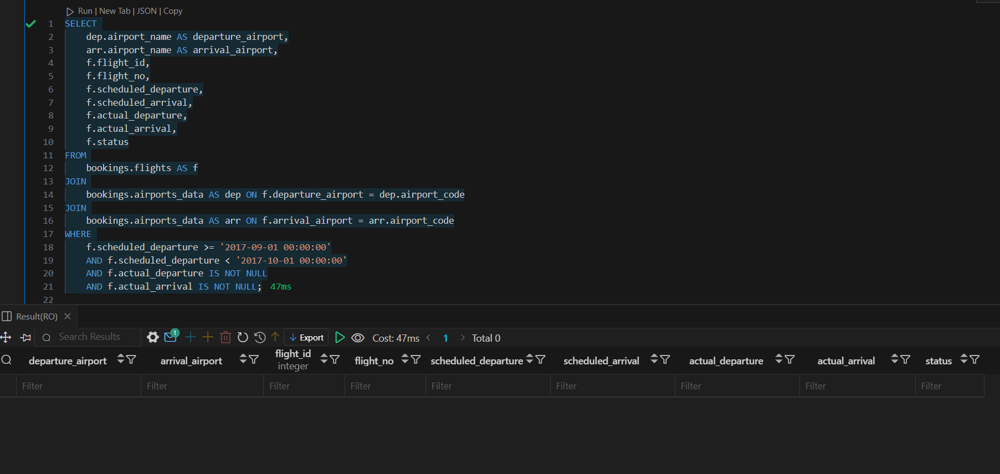 Run | New Tab | JSON | Copy
1 SELECT
2 dep.airport_name AS departure_airport,
3 arr.airport_name AS arrival_airport,
4 f.flight_id,
5 f.flight_no,
6 f.scheduled_departure,
7 f.scheduled_arrival,
8 f.actual_departure,
9 f.actual_arrival,
10 f.status
11 FROM
12 bookings.flights AS f
13 JOIN
14 bookings.airports_data AS dep ON f.departure_airport = dep.airport_code
15 JOIN
16 bookings.airports_data AS arr ON f.arrival_airport = arr.airport_code
17 WHERE
18 f.scheduled_departure >= '2017-09-01 00:00:00'
19 AND f.scheduled_departure < '2017-10-01 00:00:00'
20 AND f.actual_departure IS NOT NULL
21 AND f.actual_arrival IS NOT NULL; 47ms
22
Result(RO)
Search Results 1 Export Cost: 47ms < 1 > Total 0
departure_airport arrival_airport flight_id flight_no scheduled_departure scheduled_arrival actual_departure actual_arrival status
integer
Filter Filter Filter Filter Filter Filter Filter Filter Filter